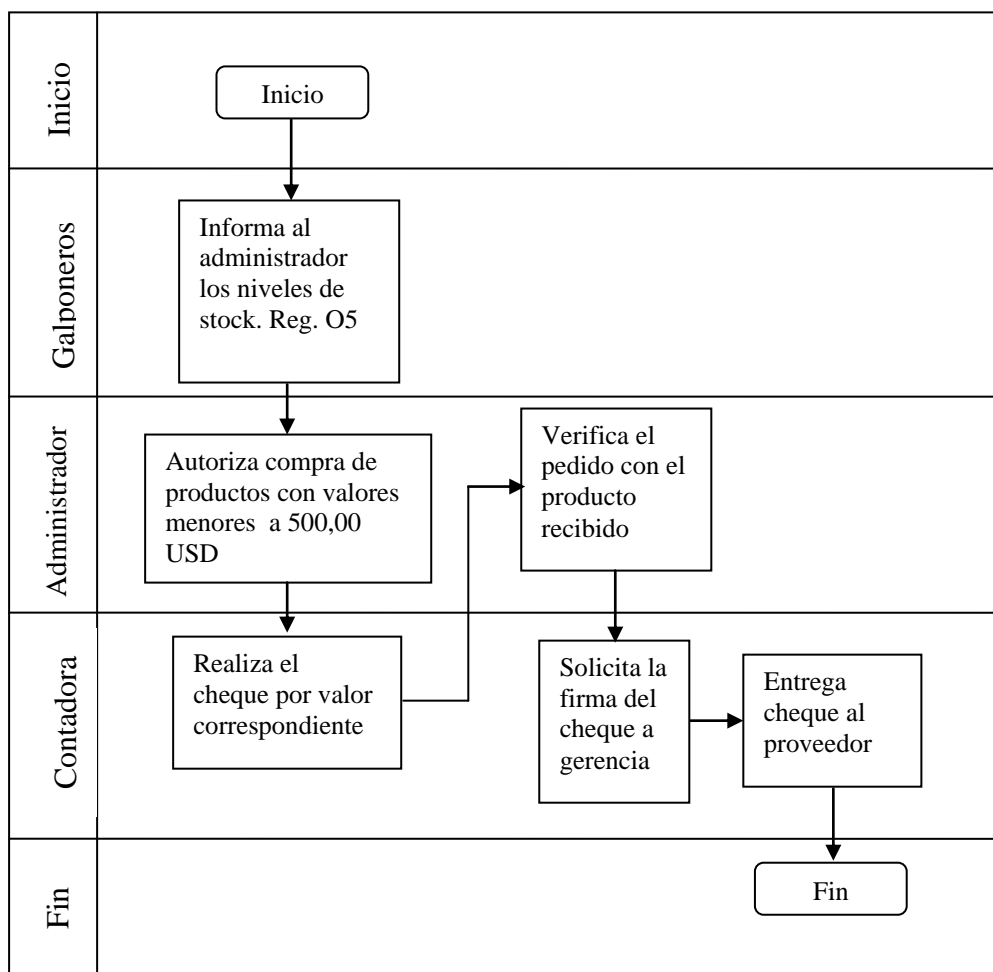 Inicio
Inicio
Galponeros
Informa al
administrador
los niveles de
stock. Reg. O5
Administrador
Autoriza compra de
productos con valores
menores  a 500,00
USD
Verifica el
pedido con el
producto
recibido
Contadora
Realiza el
cheque por valor
correspondiente
Solicita la
firma del
cheque a
gerencia
Entrega
cheque al
proveedor
Fin
Fin